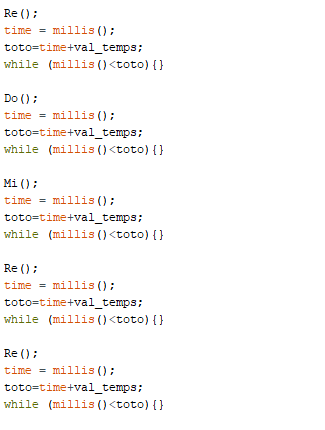 Re();
time = millis();
toto=time+val_temps;
while (millis()<toto){}
Do();
time = millis();
toto=time+val_temps;
while (millis()<toto){}
Mi();
time = millis();
toto=time+val_temps;
while (millis()<toto){}
Re();
time = millis();
toto=time+val_temps;
while (millis()<toto){}
Re();
time = millis();
toto=time+val_temps;
while (millis()<toto){}